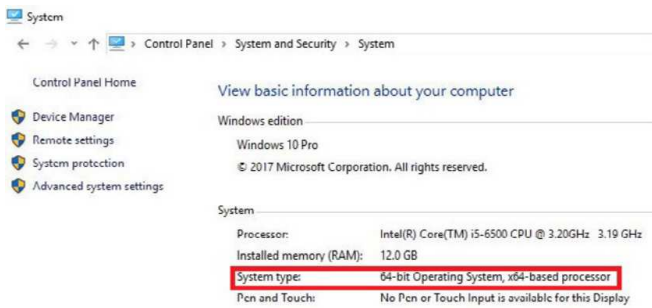 System
Control Panel > System and Security > System
Control Panel Home
View basic information about your computer
Device Manager
Windows edition
Remote settings
Windows 10 Pro
System protection
© 2017 Microsoft Corporation. All rights reserved.
Advanced system settings
System
Processor: Intel(R) Core(TM) i5-6500 CPU @ 3.20GHz 3.19 GHz
Installed memory (RAM): 12.0 GB
System type: 64-bit Operating System, x64-based processor
Pen and Touch: No Pen or Touch Input is available for this Display